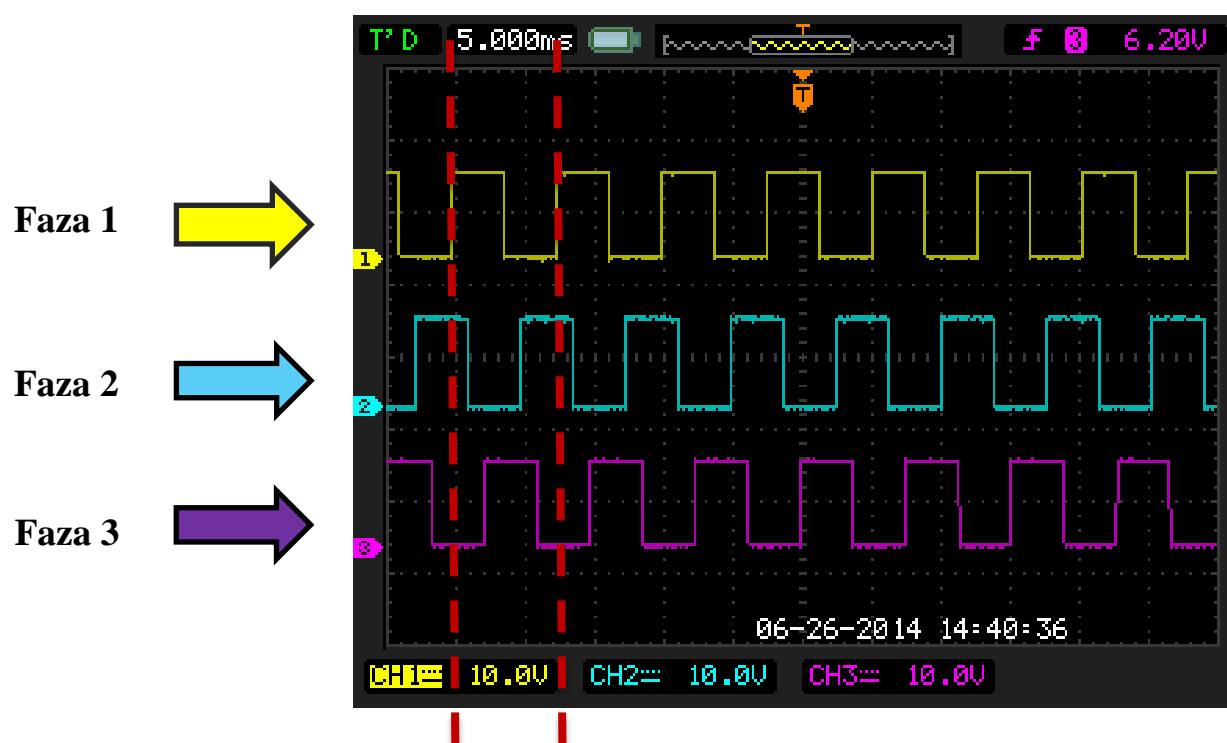 T’D 5.000ms T 3 6.20V
T
Faza 1
1
Faza 2
2
Faza 3
3
06-26-2014 14:40:36
CH1 10.0V CH2 10.0V CH3 10.0V